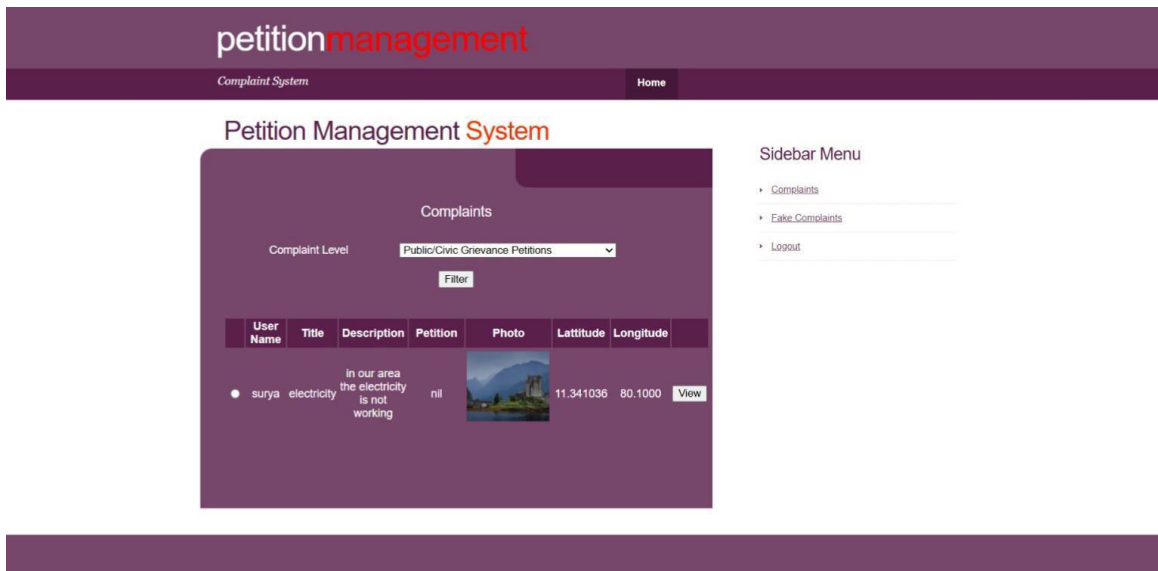 petitionmanagement
Complaint System
Home
Petition Management System
Sidebar Menu
Complaints
Fake Complaints
Logout
Complaints
Complaint Level Public/Civic Grievance Petitions
Filter
User Name Title Description Petition Photo Lattitude Longitude
surya electricity in our area the electricity is not working nil 11.341036 80.1000 View